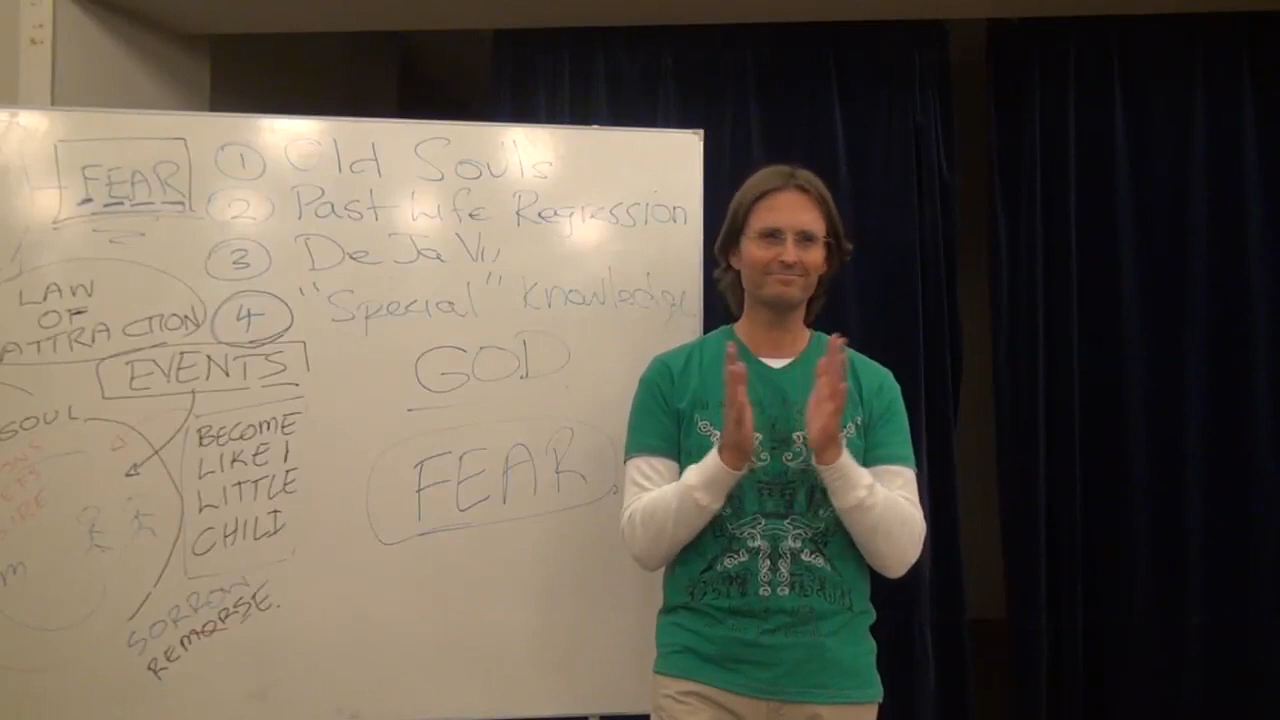 FEAR
① Old Souls
② Past Life Regression
③ De Ja Vu
④ "Special" Knowledge
LAW
OF
ATTRACTION
EVENTS
GOD
SOUL
BECOME
LIKE 1
LITTLE
CHILD
FEAR
SORROW
REMORSE.